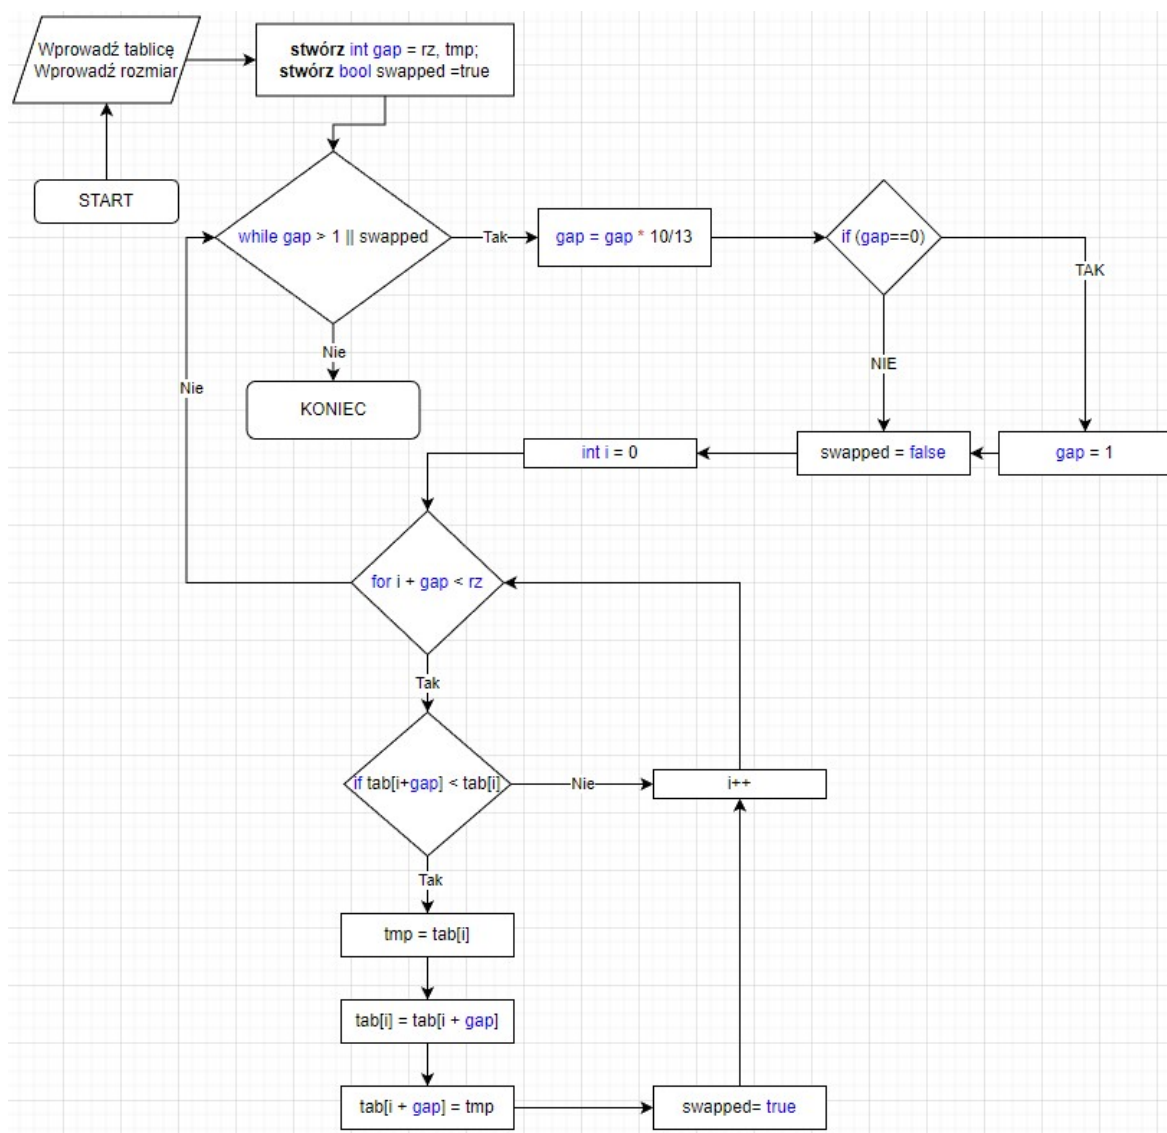 START
Wprowadź tablicę
Wprowadź rozmiar
stwórz int gap = rz, tmp;
stwórz bool swapped =true
while gap > 1 || swapped
Tak
gap = gap * 10/13
if (gap==0)
TAK
NIE
Nie
KONIEC
Nie
gap = 1
swapped = false
int i = 0
for i + gap < rz
Tak
if tab[i+gap] < tab[i]
Nie
i++
Tak
tmp = tab[i]
tab[i] = tab[i + gap]
tab[i + gap] = tmp
swapped= true